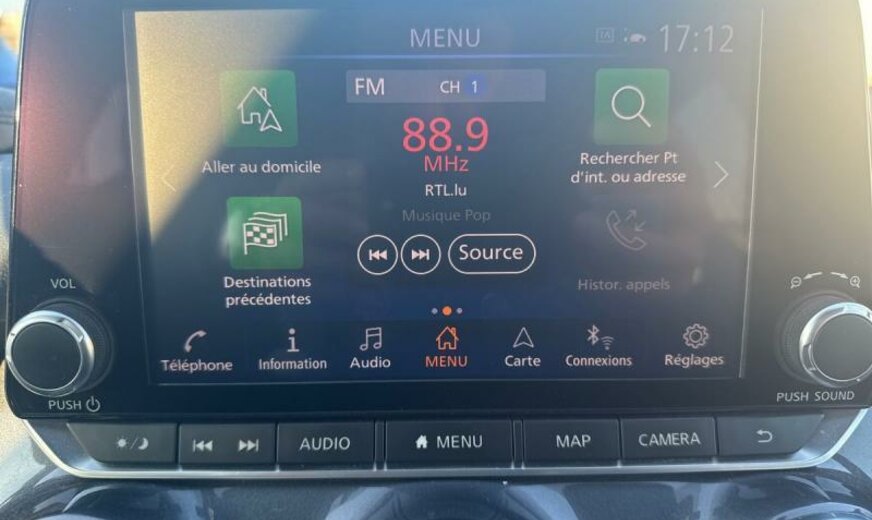 MENU
TA
17:12
FM CH 1
88.9
MHz
RTL.lu
Musique Pop
Source
Aller au domicile
Rechercher Pt
d'int. ou adresse
Destinations
précédentes
Histor. appels
Téléphone
Information
Audio
MENU
Carte
Connexions
Réglages
VOL
PUSH
PUSH SOUND
AUDIO
MENU
MAP
CAMERA